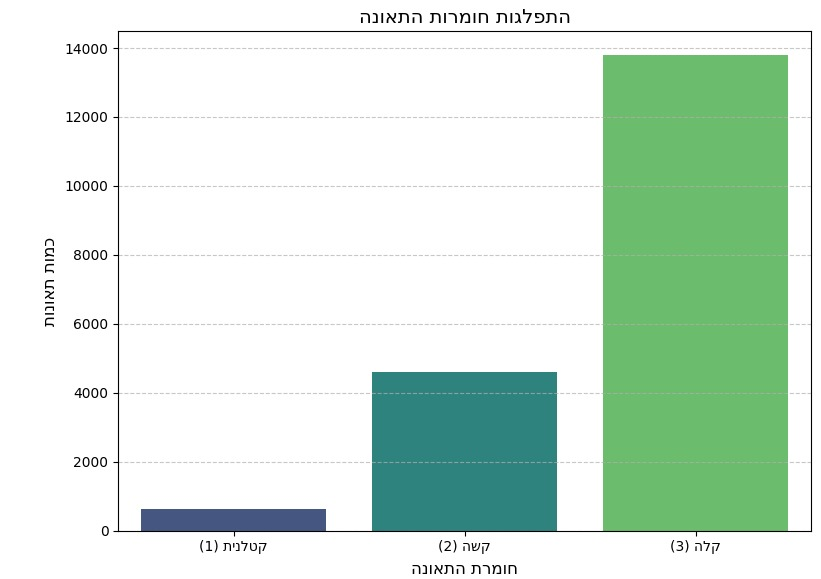 התפלגות חומרות התאונה
כמות תאונות
14000
12000
10000
8000
6000
4000
2000
0
קטלנית (1)
קשה (2)
קלה (3)
חומרת התאונה